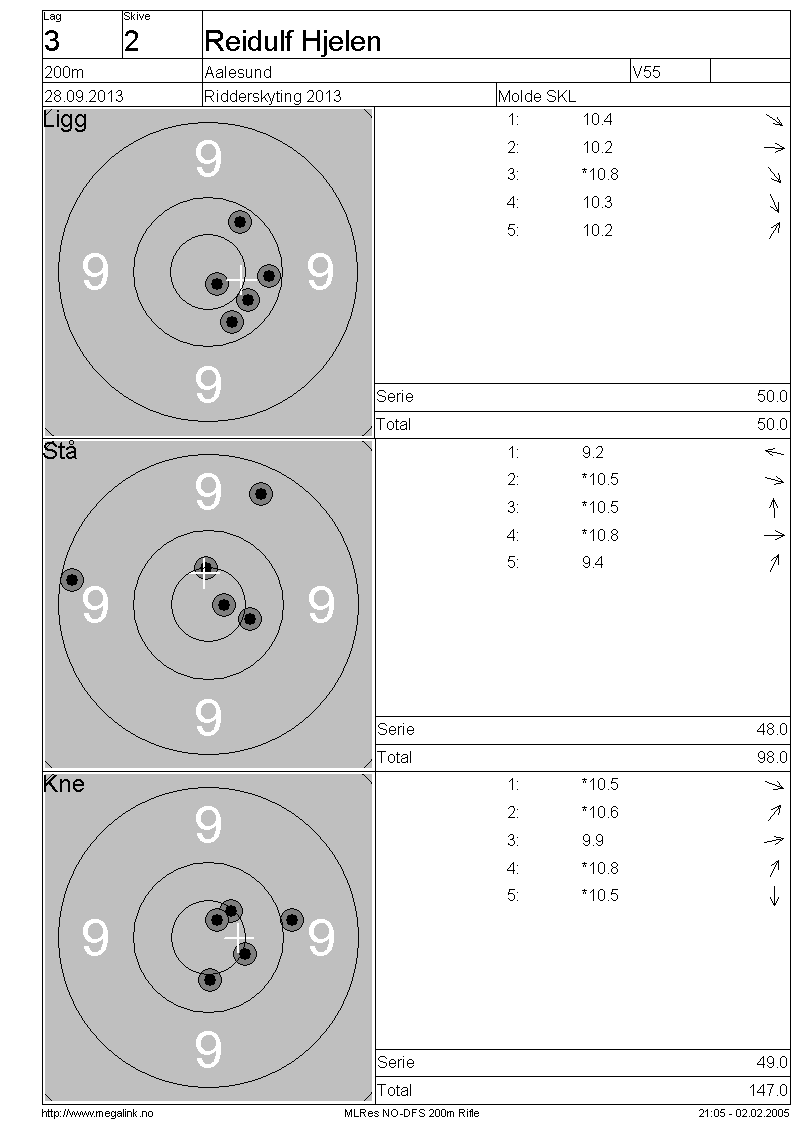 Lag Skive
3 2 Reidulf Hjelen
200m Aalesund V55
28.09.2013 Ridderskyting 2013 Molde SKL
Ligg
9
9 9
9
1: 10.4
2: 10.2
3: *10.8
4: 10.3
5: 10.2
Serie 50.0
Total 50.0
Stå
9
9 9
9
1: 9.2
2: *10.5
3: *10.5
4: *10.8
5: 9.4
Serie 48.0
Total 98.0
Kne
9
9 9
9
1: *10.5
2: *10.6
3: 9.9
4: *10.8
5: *10.5
Serie 49.0
Total 147.0
http://www.megalink.no MLRes NO-DFS 200m Rifle 21:05 - 02.02.2005